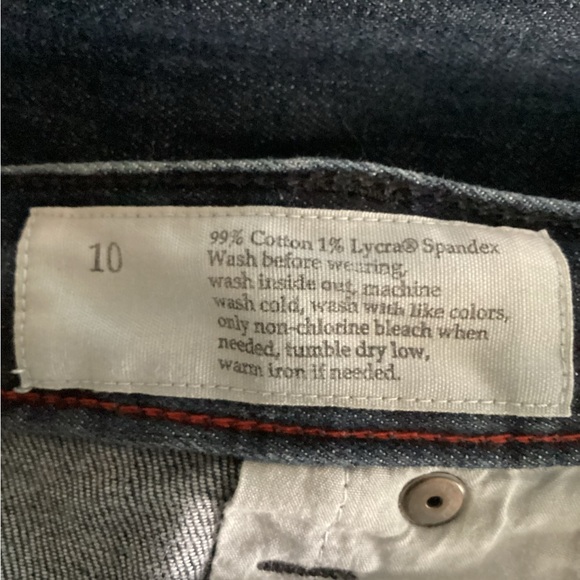 10
99% Cotton 1% Lycra® Spandex
Wash before wearing,
wash inside out, machine
wash cold, wash with like colors,
only non-chlorine bleach when
needed, tumble dry low,
warm iron if needed.